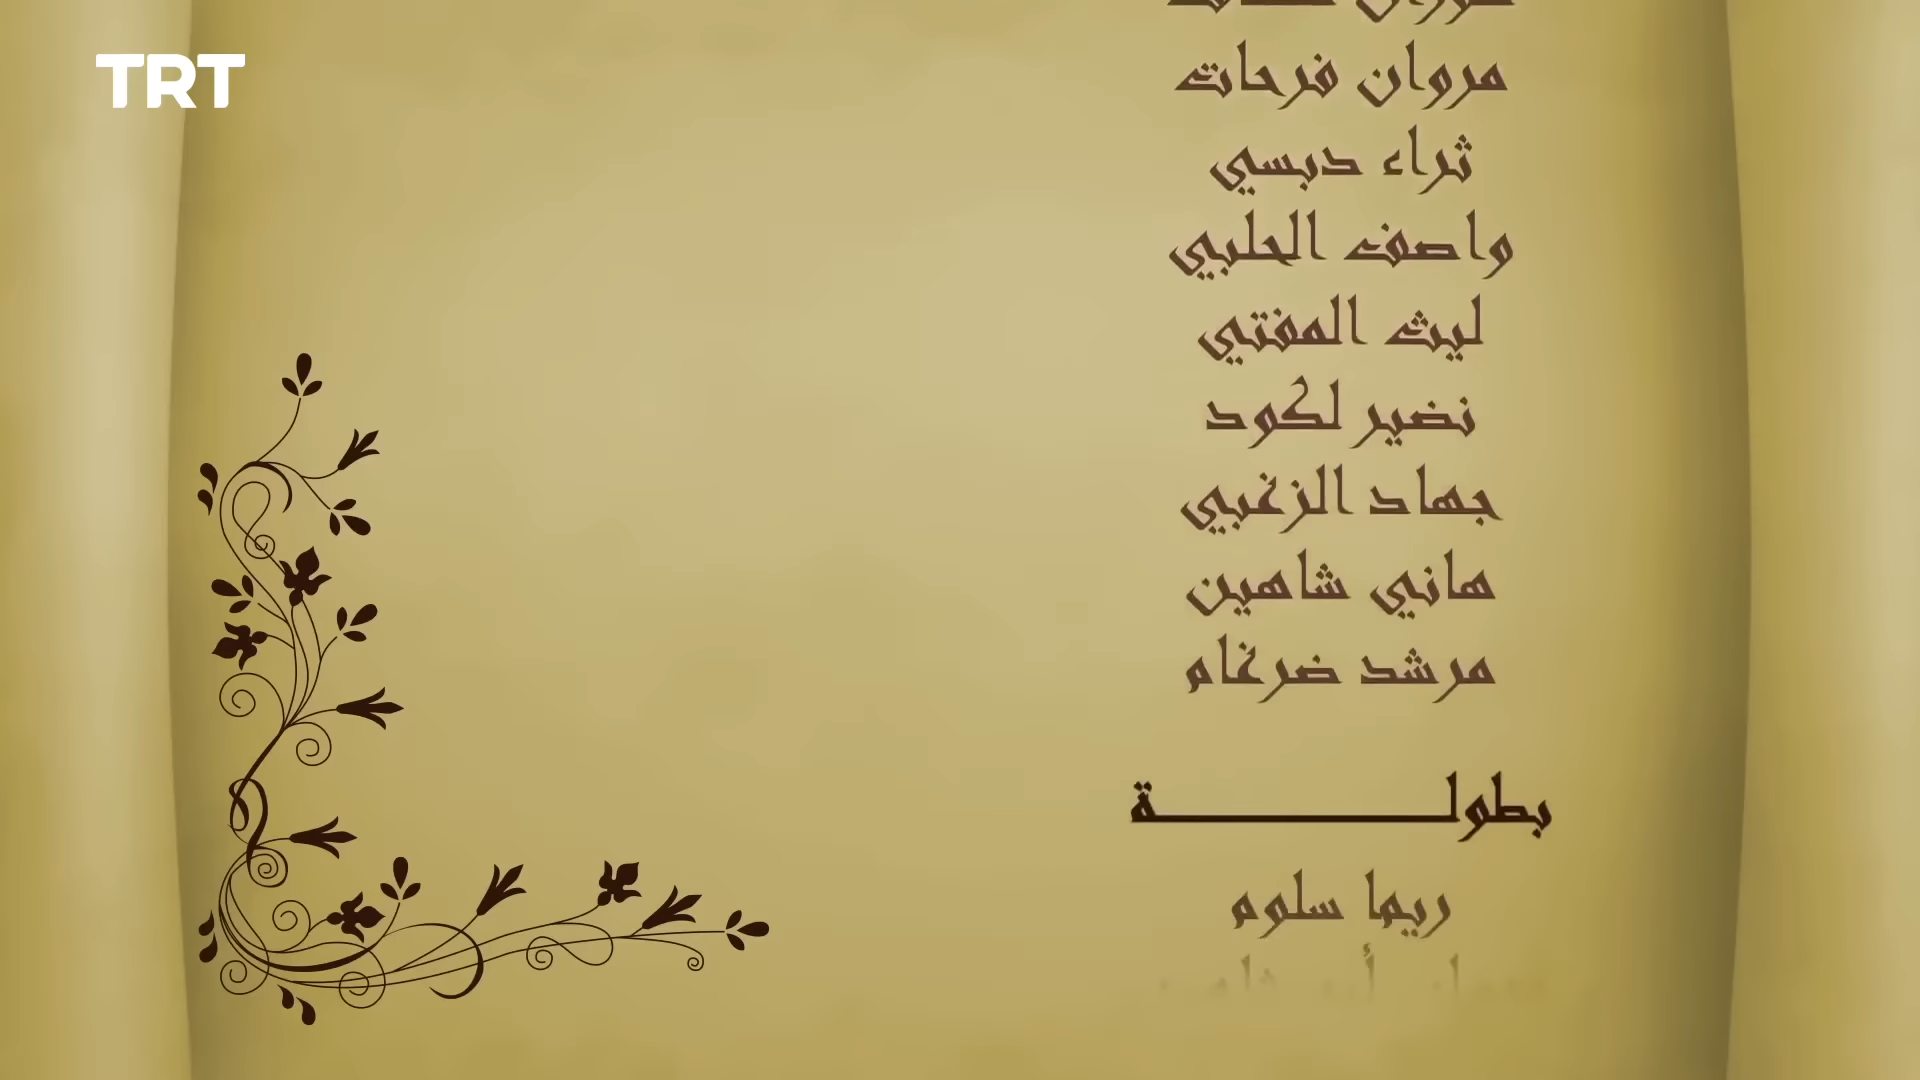 TRT
مروان فرحات
ثراء دبسي
واصف الحلبي
ليث المفتي
نضير لكود
جهاد الزغبي
هاني شاهين
مرشد ضرغام
بطولـــــــــــــــــة
ريما سلوم